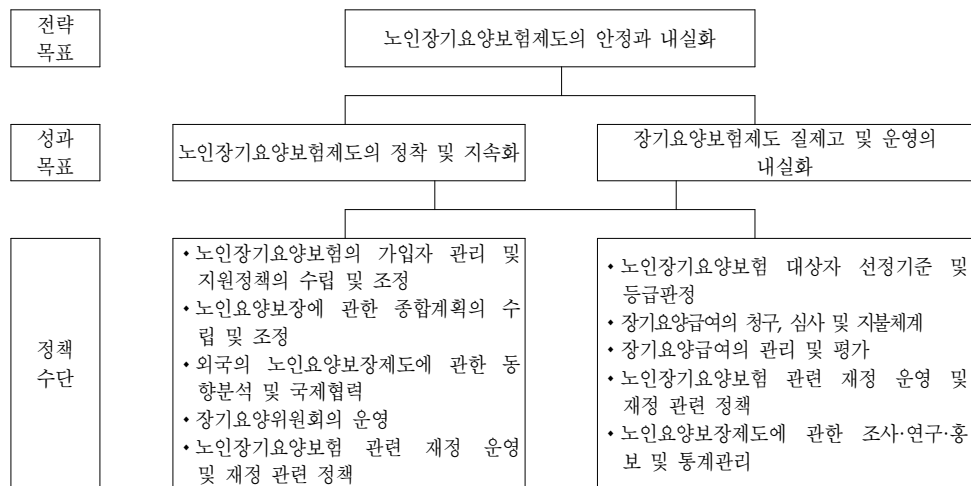 전략
목표
노인장기요양보험제도의 안정과 내실화
성과
목표
노인장기요양보험제도의 정착 및 지속화
장기요양보험제도 질제고 및 운영의
내실화
정책
수단
• 노인장기요양보험의 가입자 관리 및
지원정책의 수립 및 조정
• 노인요양보장에 관한 종합계획의 수
립 및 조정
• 외국의 노인요양보장제도에 관한 동
향분석 및 국제협력
• 장기요양위원회의 운영
• 노인장기요양보험 관련 재정 운영
및 재정 관련 정책
• 노인장기요양보험 대상자 선정기준 및
등급판정
• 장기요양급여의 청구, 심사 및 지불체계
• 장기요양급여의 관리 및 평가
• 노인장기요양보험 관련 재정 운영 및
재정 관련 정책
• 노인요양보장제도에 관한 조사·연구·홍
보 및 통계관리